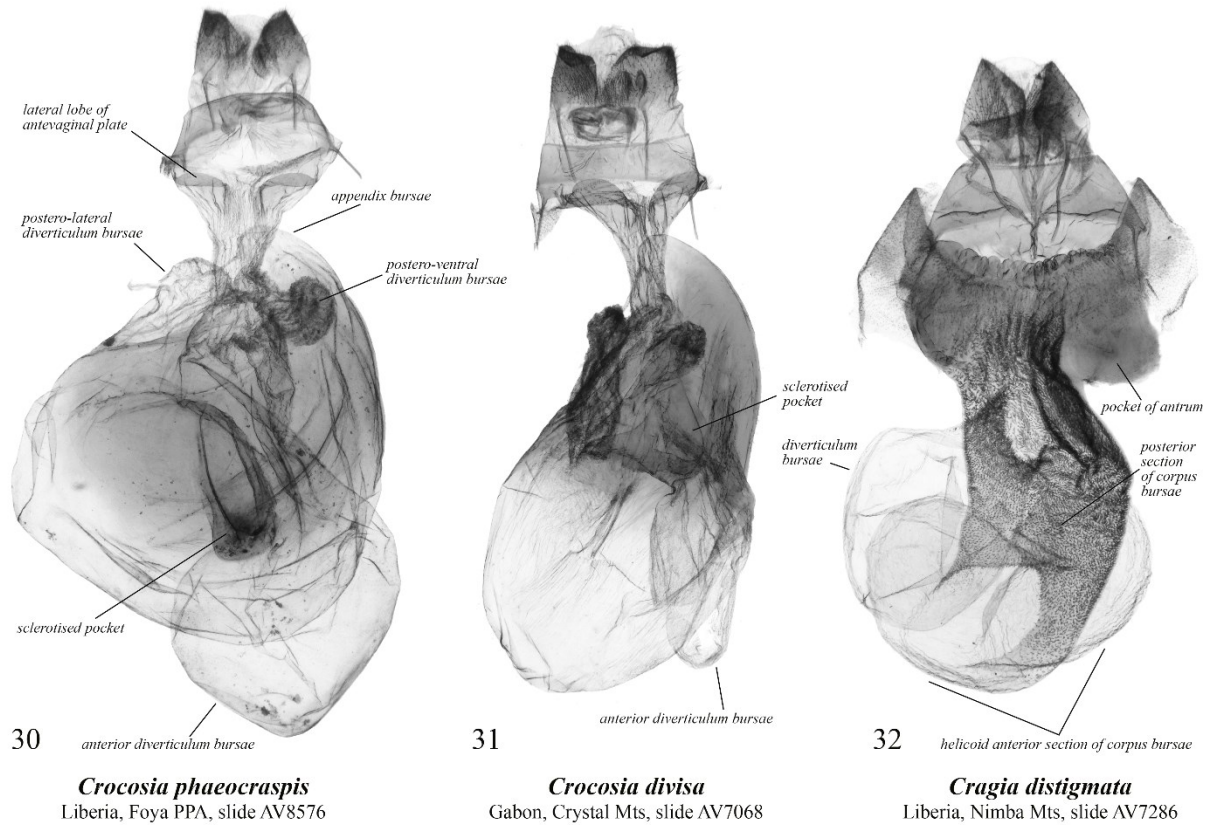 lateral lobe of
antevaginal plate
postero-lateral
diverticulum bursae
appendix bursae
postero-ventral
diverticulum bursae
sclerotised pocket
anterior diverticulum bursae
30
Crocosia phaeocraspis
Liberia, Foya PPA, slide AV8576
sclerotised
pocket
anterior diverticulum bursae
31
Crocosia divisa
Gabon, Crystal Mts, slide AV7068
pocket of antrum
diverticulum
bursae
posterior
section
of corpus
bursae
32
helicoid anterior section of corpus bursae
Cragia distigmata
Liberia, Nimba Mts, slide AV7286